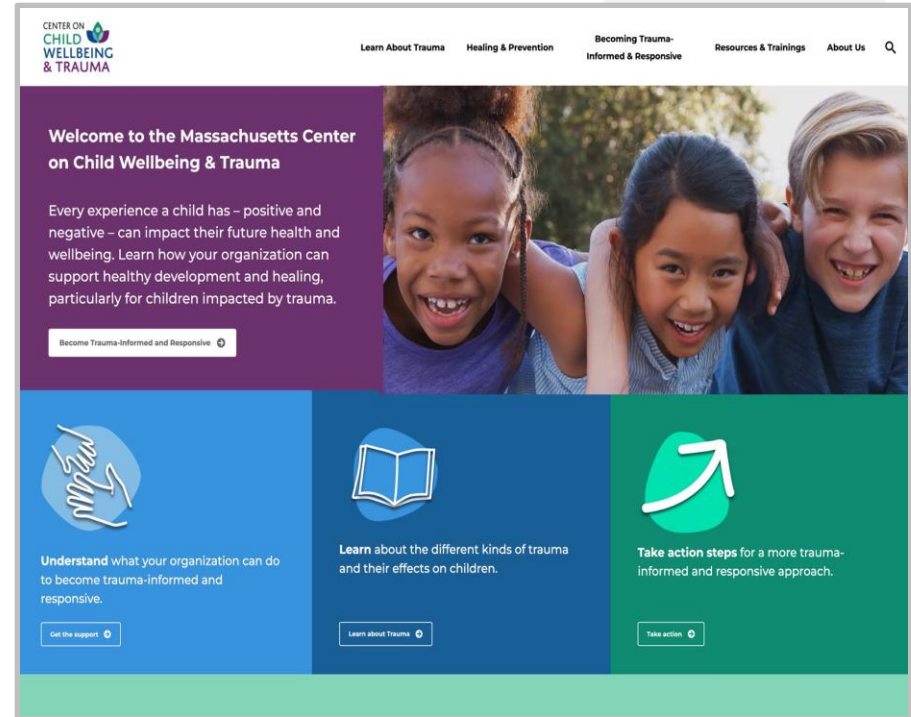 CENTER ON
CHILD
WELLBEING
& TRAUMA
Learn About Trauma
Healing & Prevention
Becoming Trauma-
Informed & Responsive
Resources & Trainings
About Us
Welcome to the Massachusetts Center
on Child Wellbeing & Trauma
Every experience a child has – positive and
negative – can impact their future health and
wellbeing. Learn how your organization can
support healthy development and healing,
particularly for children impacted by trauma.
Become Trauma-Informed and Responsive
Understand what your organization can do
to become trauma-informed and
responsive.
Get the support
Learn about the different kinds of trauma
and their effects on children.
Learn about Trauma
Take action steps for a more trauma-
informed and responsive approach.
Take action